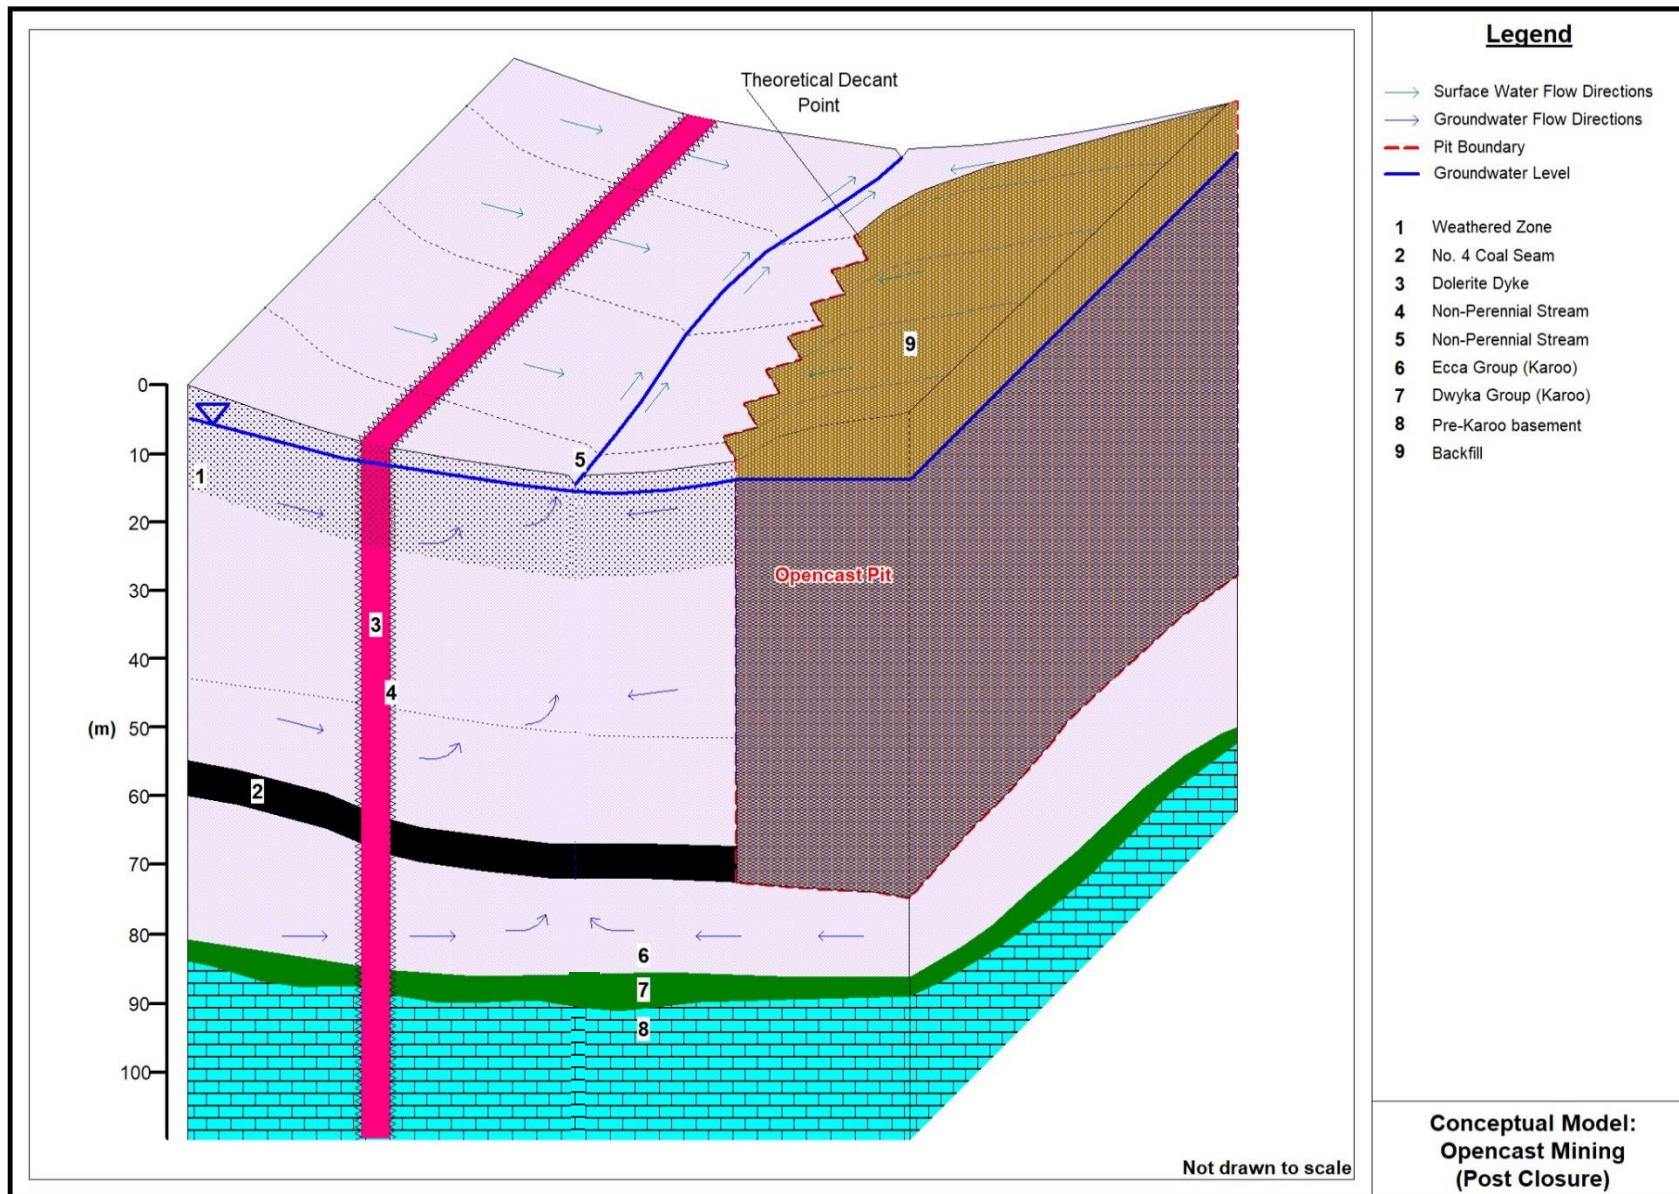 Legend
Surface Water Flow Directions
Groundwater Flow Directions
Pit Boundary
Groundwater Level
1 Weathered Zone
2 No. 4 Coal Seam
3 Dolerite Dyke
4 Non-Perennial Stream
5 Non-Perennial Stream
6 Ecca Group (Karoo)
7 Dwyka Group (Karoo)
8 Pre-Karoo basement
9 Backfill
Theoretical Decant
Point
0
10
20
30
40
(m) 50
60
70
80
90
100
1
2
3
4
5
6
7
8
9
Opencast Pit
Not drawn to scale
Conceptual Model:
Opencast Mining
(Post Closure)